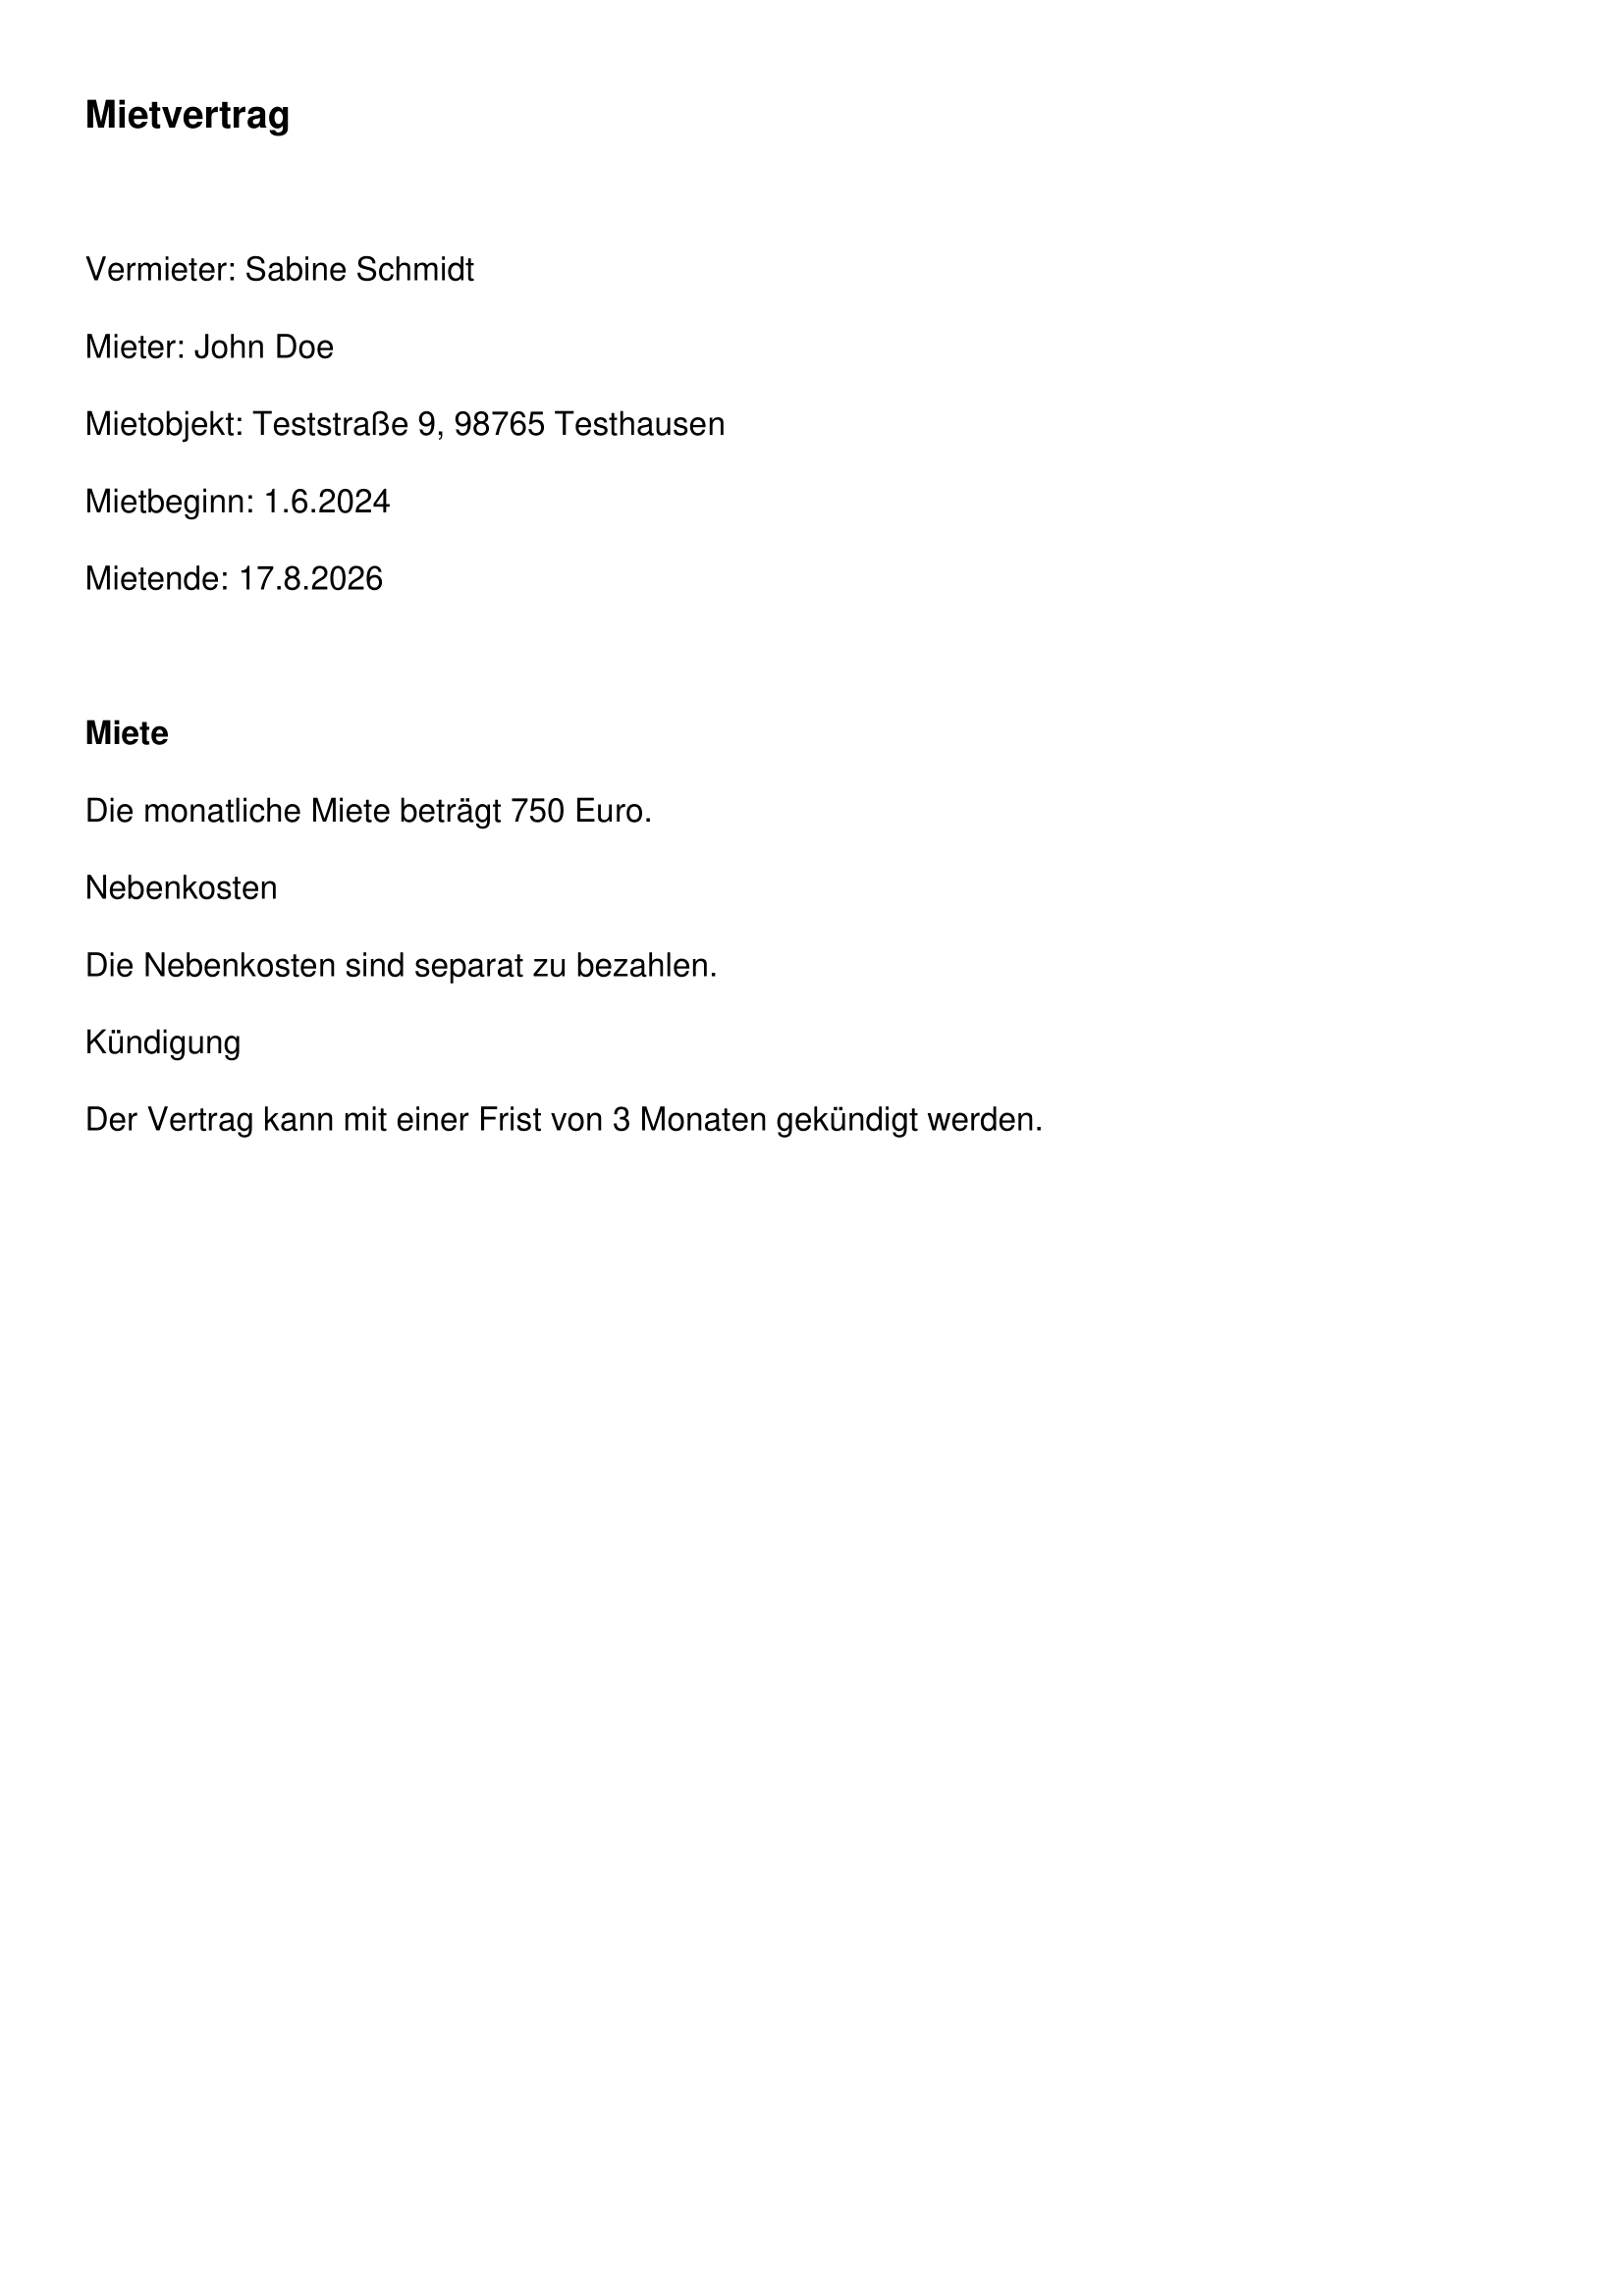 Mietvertrag
Vermieter: Sabine Schmidt
Mieter: John Doe
Mietobjekt: Teststraße 9, 98765 Testhausen
Mietbeginn: 1.6.2024
Mietende: 17.8.2026
Miete
Die monatliche Miete beträgt 750 Euro.
Nebenkosten
Die Nebenkosten sind separat zu bezahlen.
Kündigung
Der Vertrag kann mit einer Frist von 3 Monaten gekündigt werden.